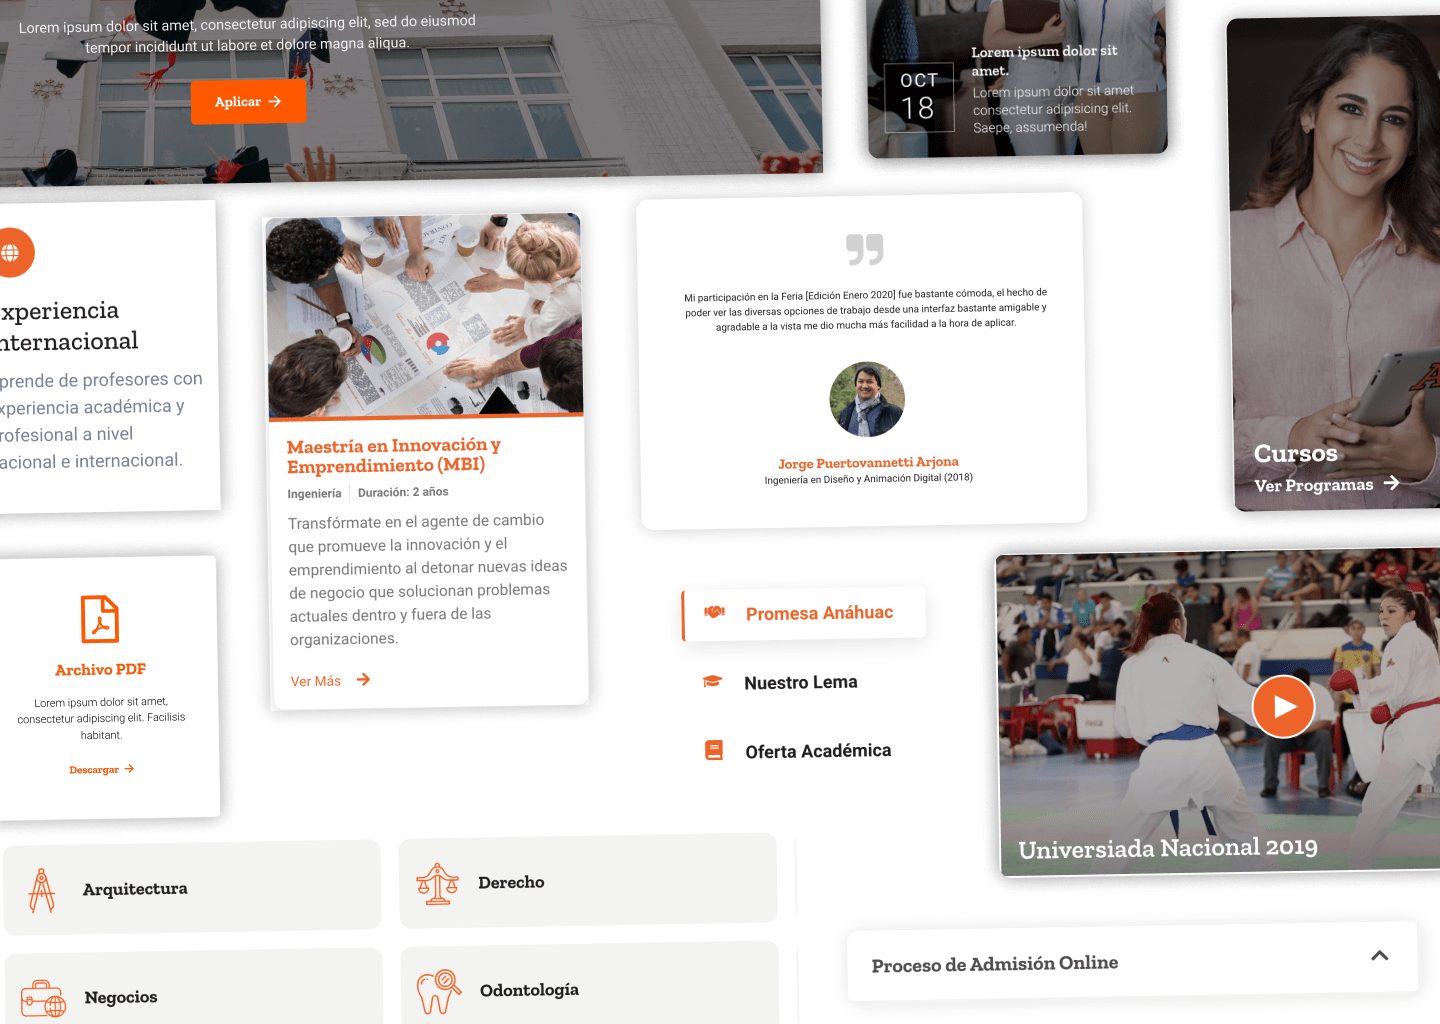 Lorem ipsum dolor sit amet, consectetur adipiscing elit, sed do eiusmod
tempor incididunt ut labore et dolore magna aliqua.
Aplicar
OCT
18
Lorem ipsum dolor sit
amet.
Lorem ipsum dolor sit amet
consectetur adipisicing elit.
Saepe, assumenda!
xperiencia
nternacional
prende de profesores con
xperiencia académica y
rofesional a nivel
acional e internacional.
Maestría en Innovación y
Emprendimiento (MBI)
Ingeniería
Duración: 2 años
Transfórmate en el agente de cambio
que promueve la innovación y el
emprendimiento al detonar nuevas ideas
de negocio que solucionan problemas
actuales dentro y fuera de las
organizaciones.
Ver Más
Mi participación en la Feria [Edición Enero 2020] fue bastante cómoda, el hecho de
poder ver las diversas opciones de trabajo desde una interfaz bastante amigable y
agradable a la vista me dio mucha más facilidad a la hora de aplicar.
Jorge Puertovannetti Arjona
Ingeniería en Diseño y Animación Digital (2018)
Cursos
Ver Programas
Archivo PDF
Lorem ipsum dolor sit amet,
consectetur adipiscing elit. Facilisis
habitant.
Descargar
Promesa Anáhuac
Nuestro Lema
Oferta Académica
Universiada Nacional 2019
Arquitectura
Derecho
Negocios
Odontología
Proceso de Admisión Online